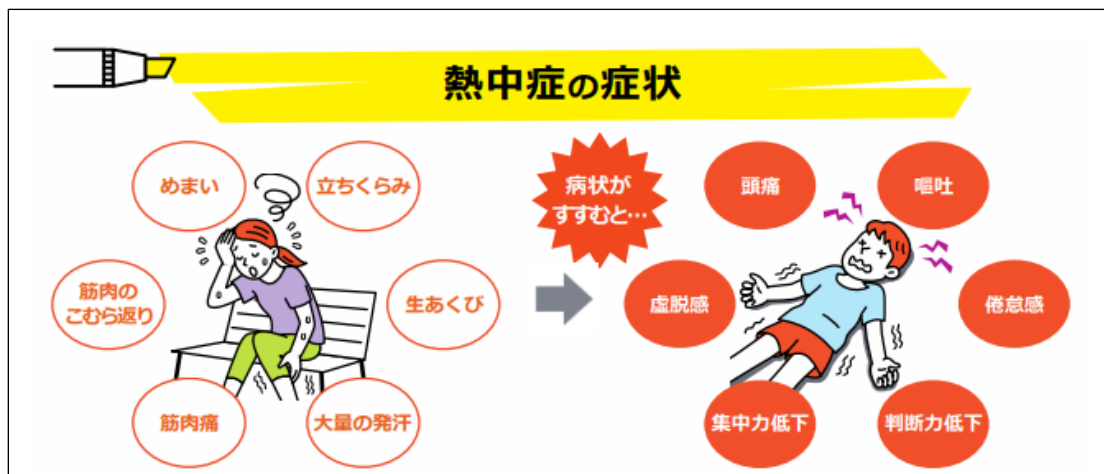 熱中症の症状
めまい
立ちくらみ
筋肉の
こむら返り
生あくび
筋肉痛
大量の発汗
病状が
すすむと…
頭痛
嘔吐
虚脱感
倦怠感
集中力低下
判断力低下